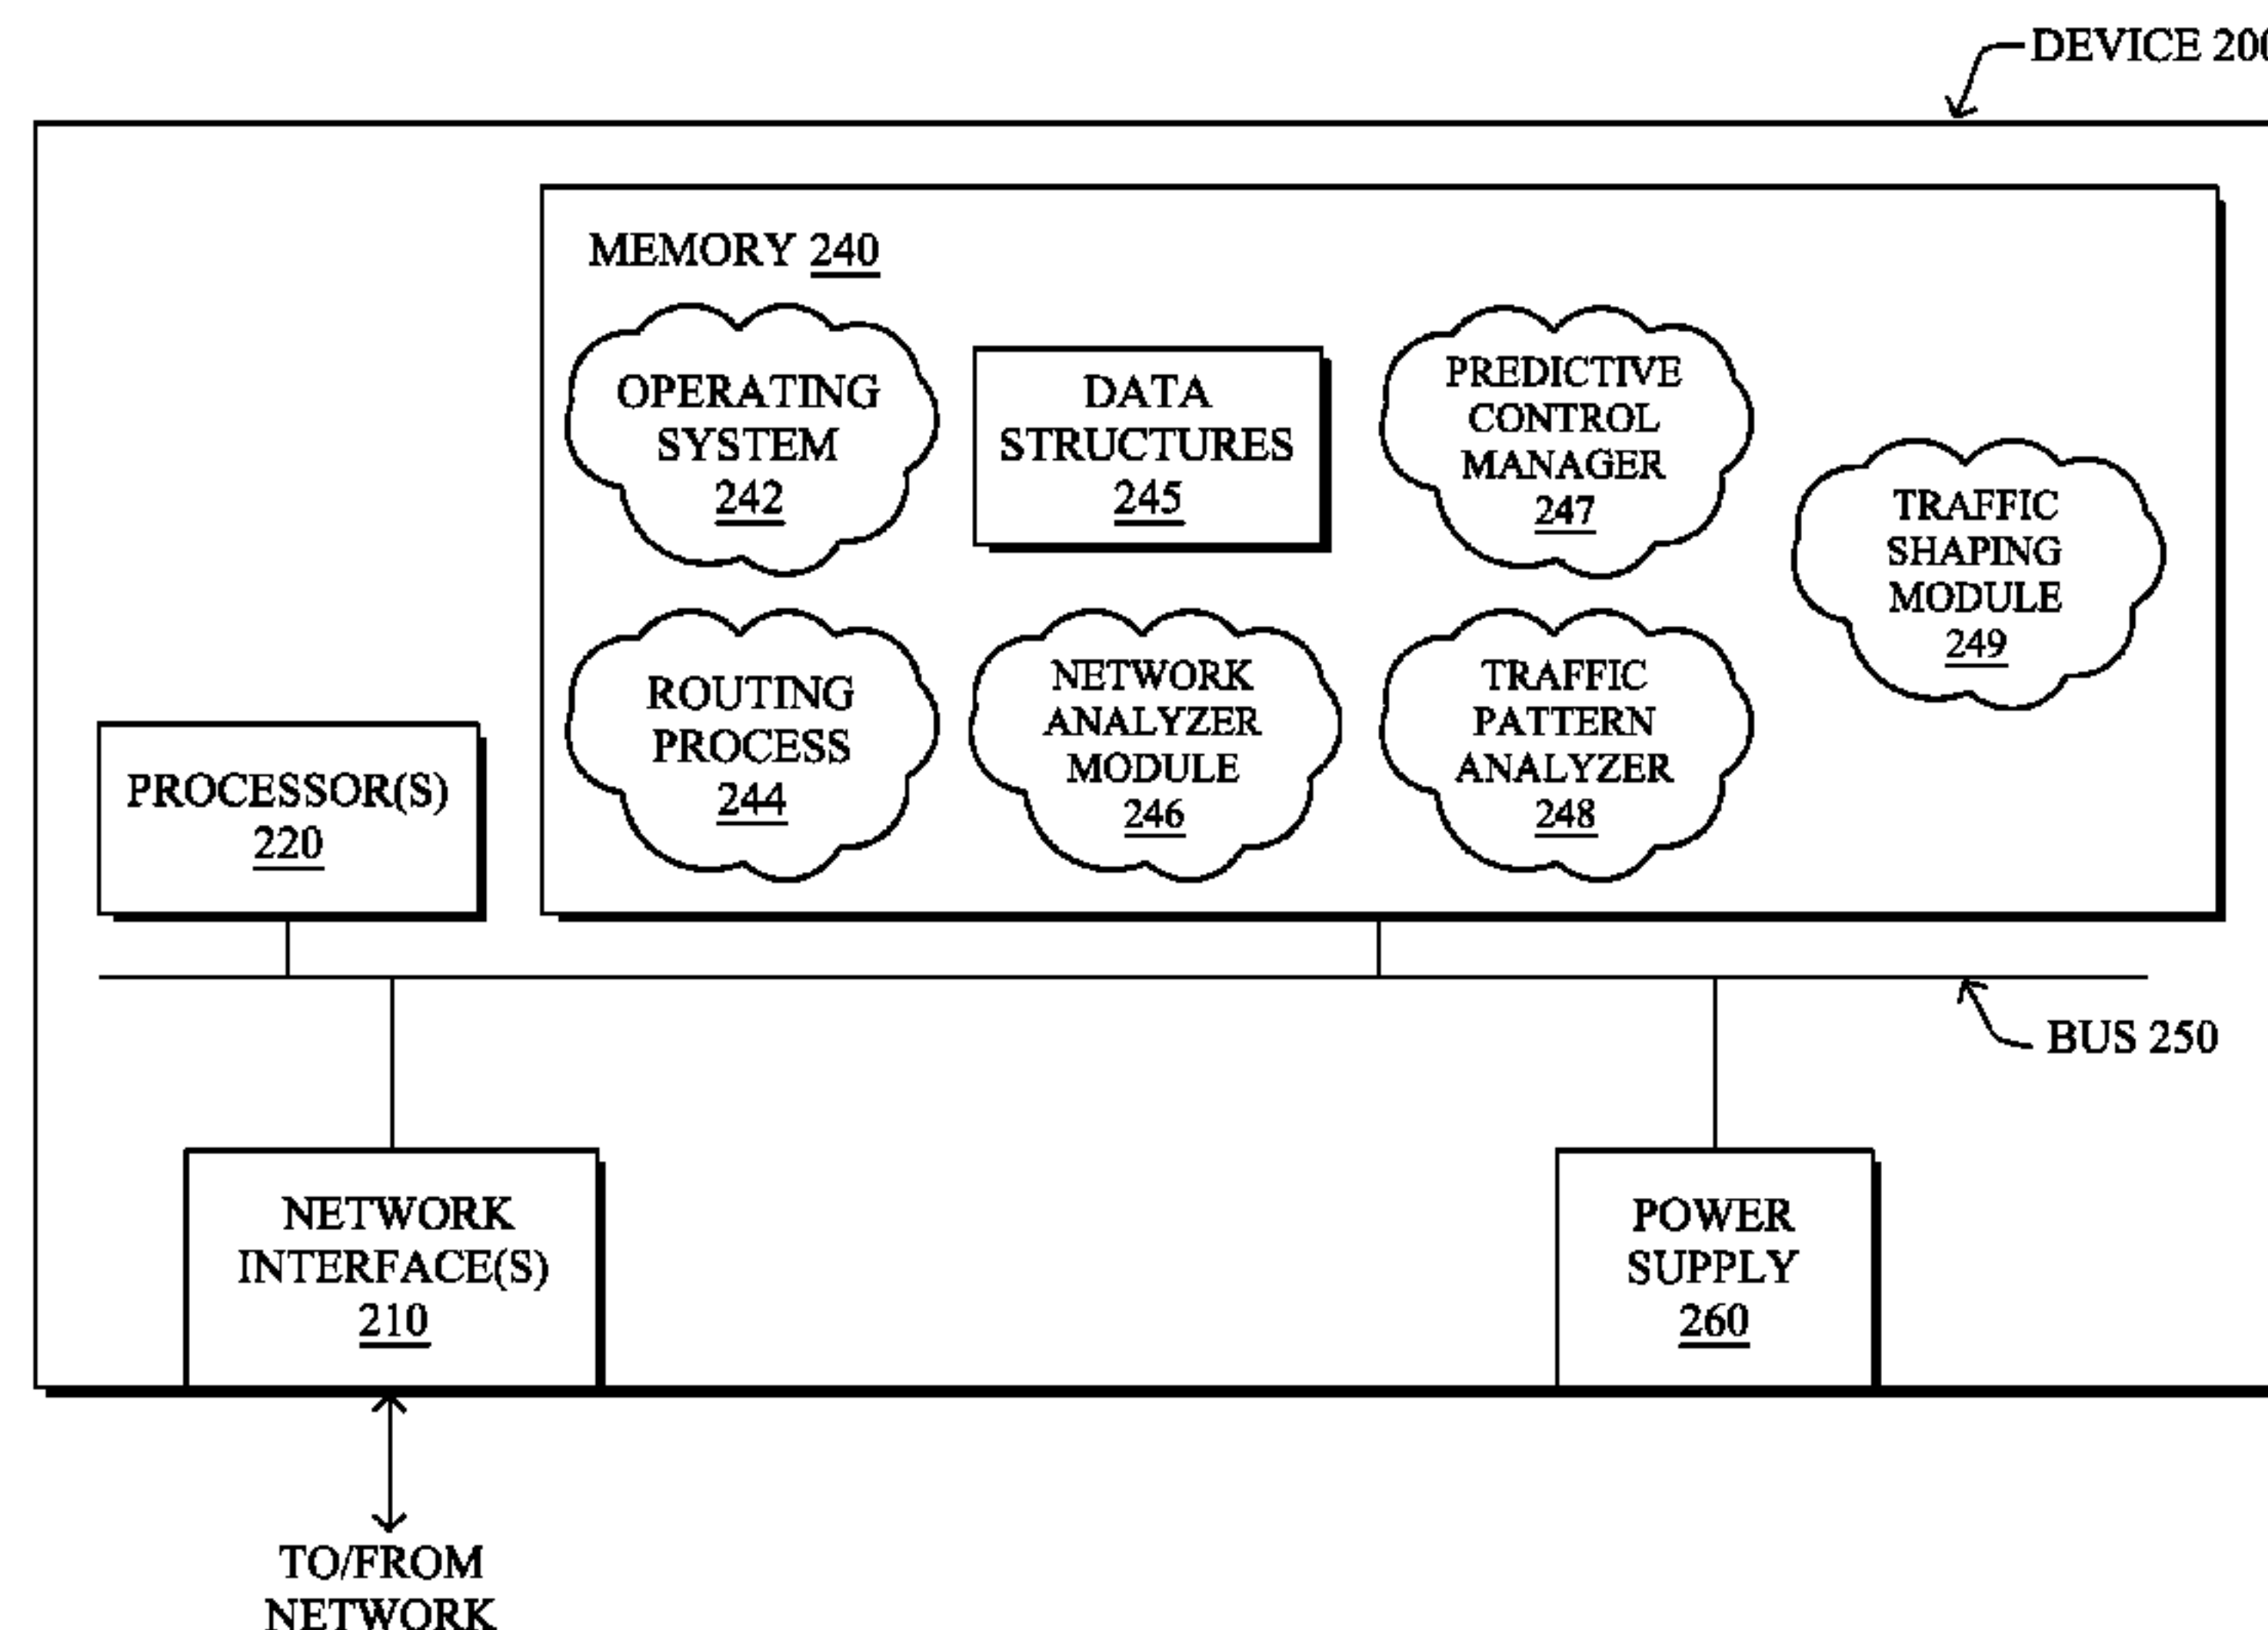 DEVICE 200
MEMORY 240
OPERATING
SYSTEM
242
DATA
STRUCTURES
245
PREDICTIVE
CONTROL
MANAGER
247
TRAFFIC
SHAPING
MODULE
249
ROUTING
PROCESS
244
NETWORK
ANALYZER
MODULE
246
TRAFFIC
PATTERN
ANALYZER
248
PROCESSOR(S)
220
BUS 250
NETWORK
INTERFACE(S)
210
POWER
SUPPLY
260
TO/FROM
NETWORK